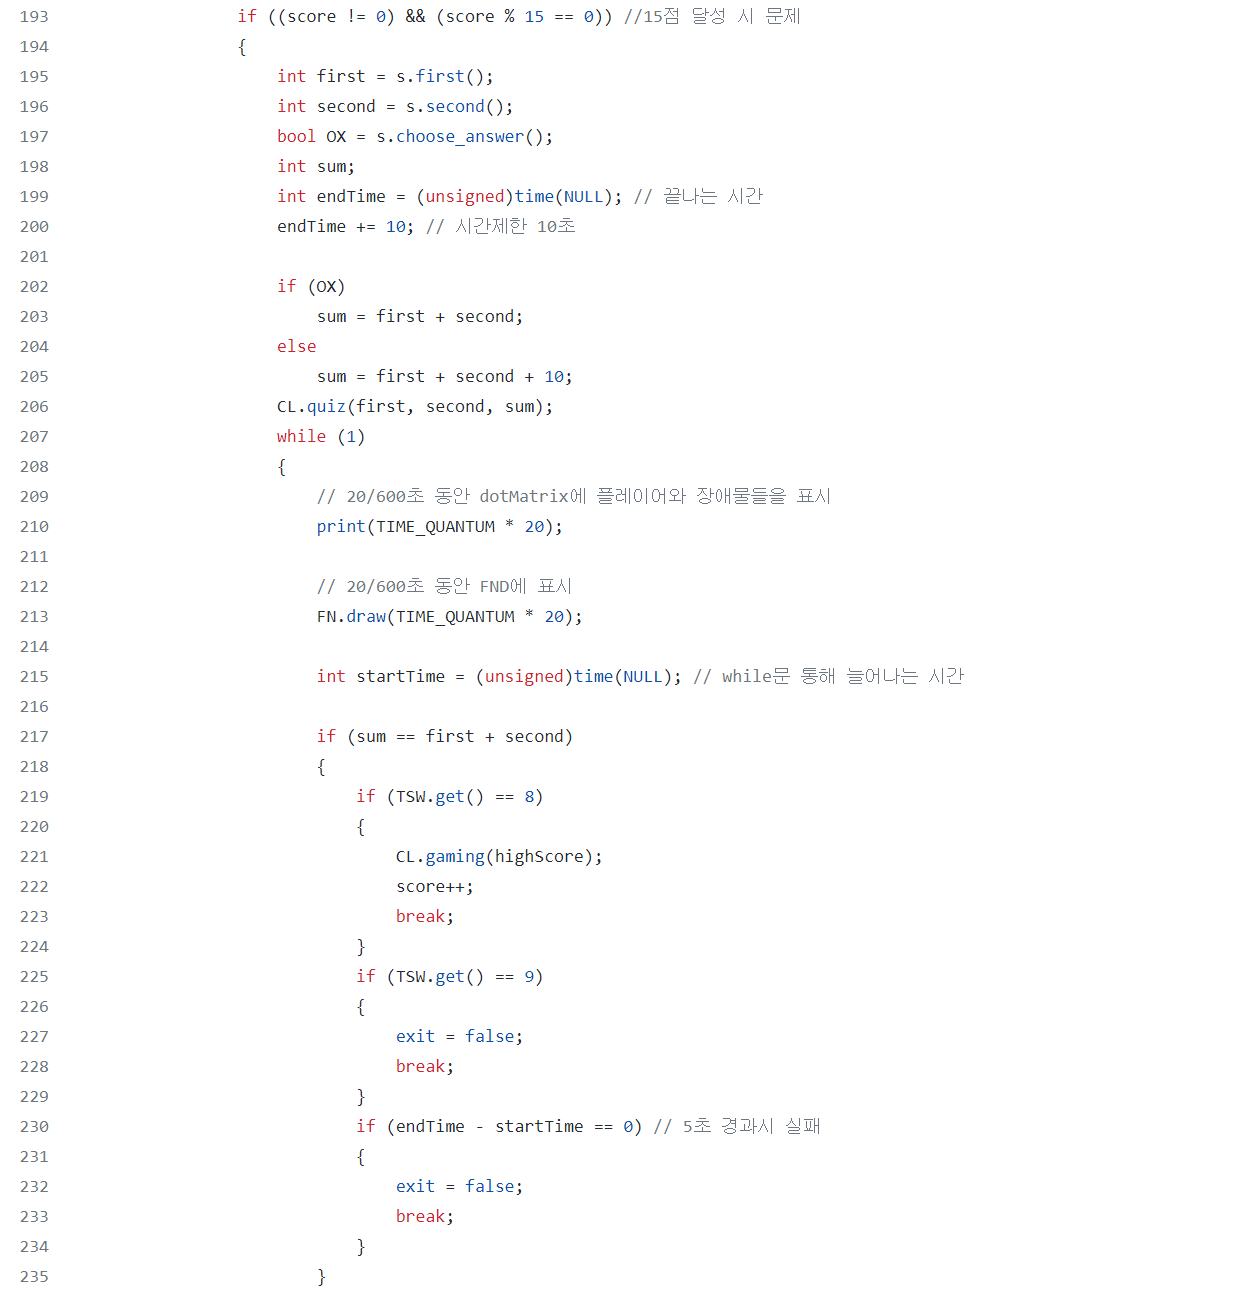 193 if ((score != 0) && (score % 15 == 0)) //15점 달성 시 문제
194 {
195 int first = s.first();
196 int second = s.second();
197 bool OX = s.choose_answer();
198 int sum;
199 int endTime = (unsigned)time(NULL); // 끝나는 시간
200 endTime += 10; // 시간제한 10초
201
202 if (OX)
203 sum = first + second;
204 else
205 sum = first + second + 10;
206 CL.quiz(first, second, sum);
207 while (1)
208 {
209 // 20/600초 동안 dotMatrix에 플레이어와 장애물들을 표시
210 print(TIME_QUANTUM * 20);
211
212 // 20/600초 동안 FND에 표시
213 FN.draw(TIME_QUANTUM * 20);
214
215 int startTime = (unsigned)time(NULL); // while문 통해 늘어나는 시간
216
217 if (sum == first + second)
218 {
219 if (TSW.get() == 8)
220 {
221 CL.gaming(highScore);
222 score++;
223 break;
224 }
225 if (TSW.get() == 9)
226 {
227 exit = false;
228 break;
229 }
230 if (endTime - startTime == 0) // 5초 경과시 실패
231 {
232 exit = false;
233 break;
234 }
235 }